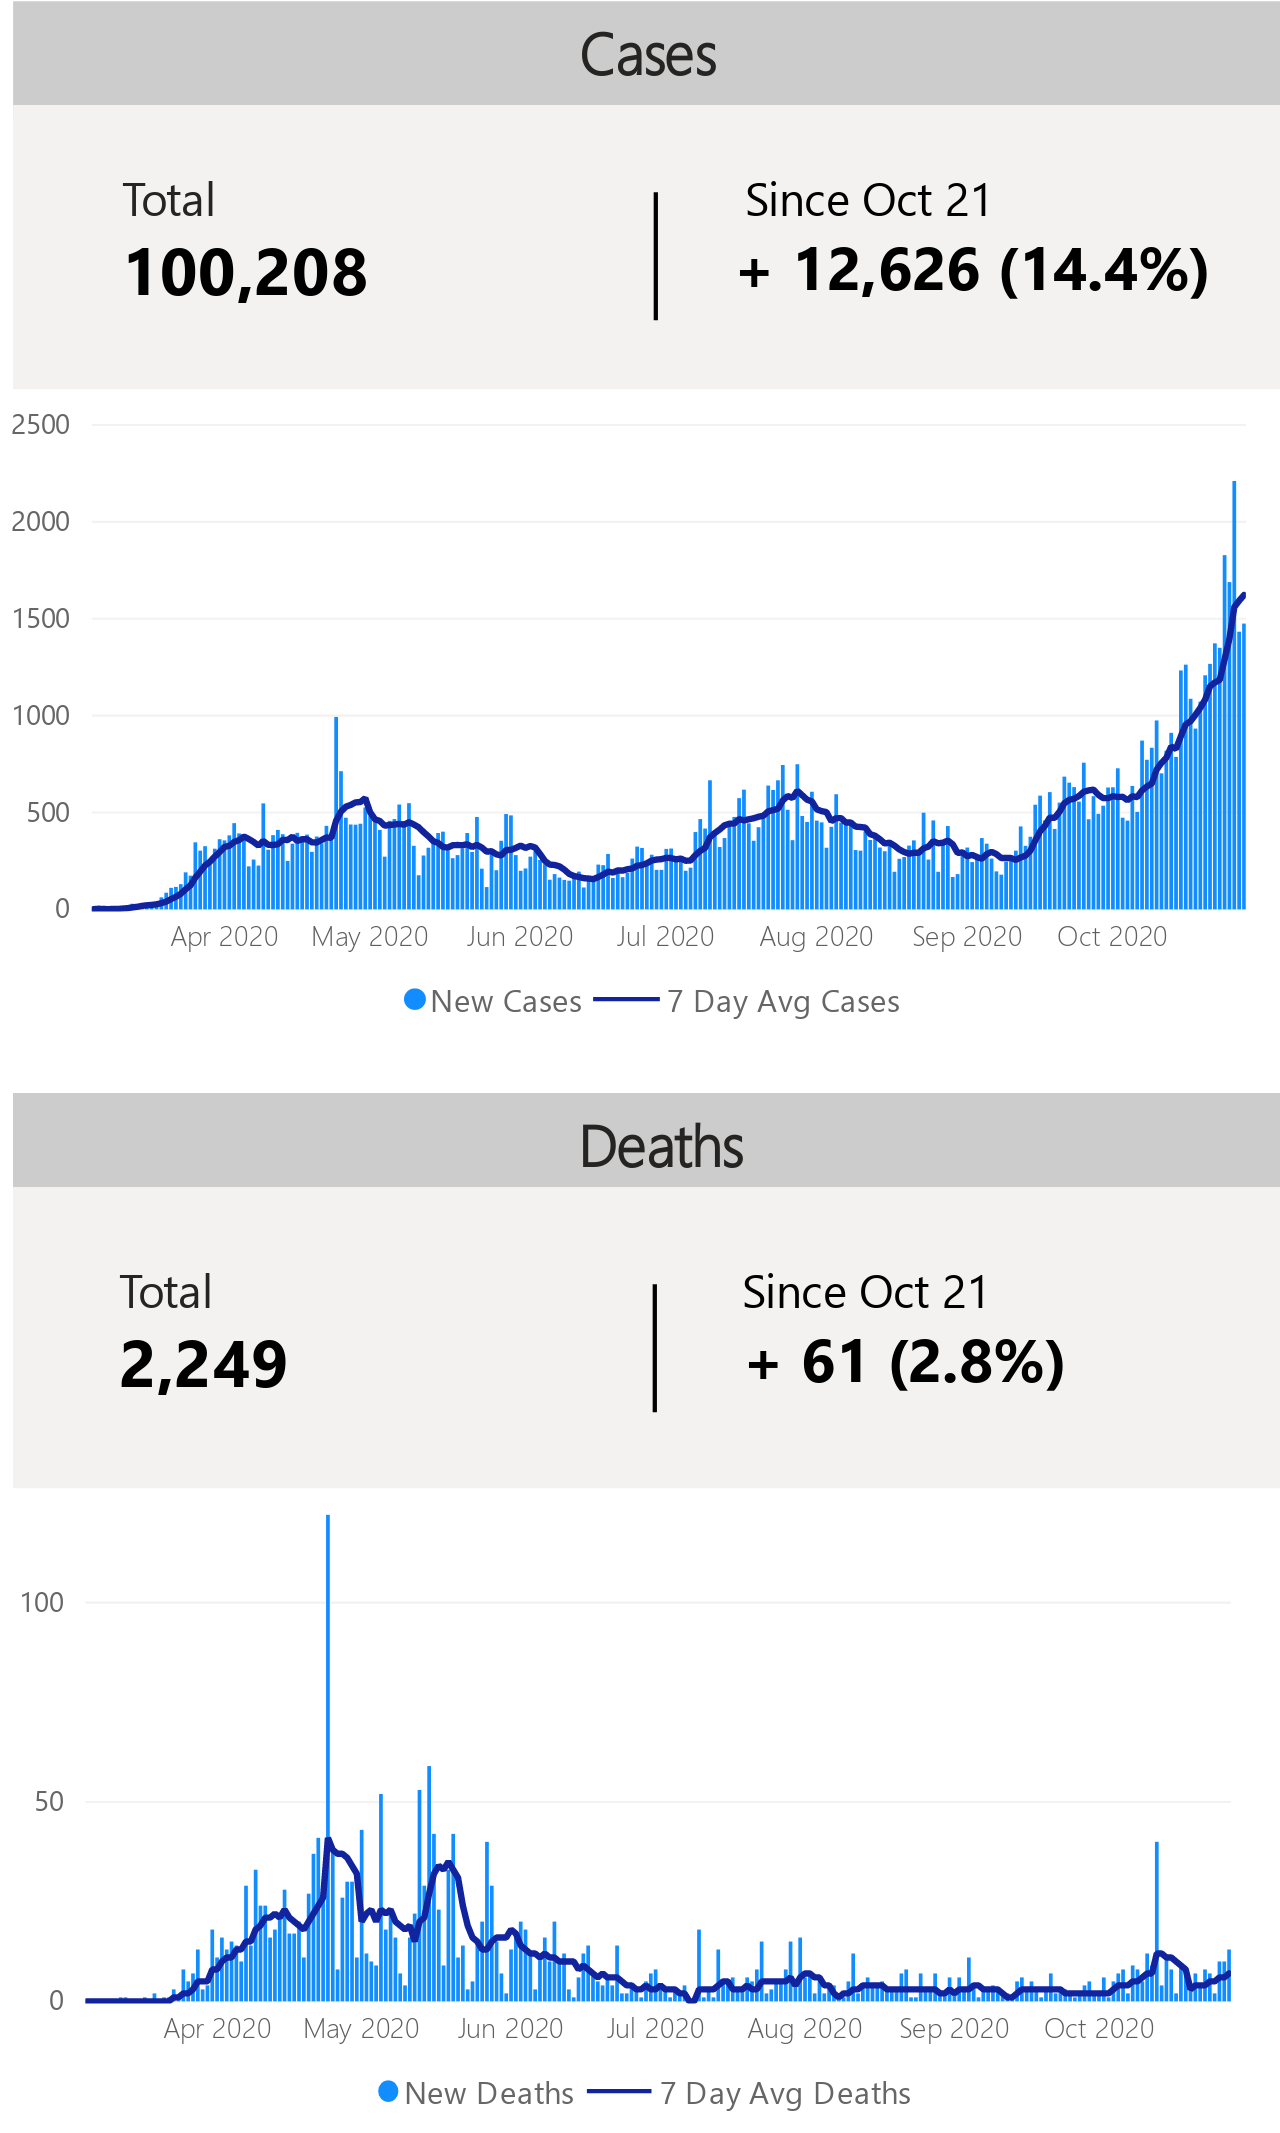 Cases
Total
Since Oct 21
100,208
+ 12,626 (14.4%)
2500
2000
1500
1000
500
0
Apr 2020 May 2020 Jun 2020 Jul 2020 Aug 2020 Sep 2020 Oct 2020
New Cases 7 Day Avg Cases
Deaths
Total
Since Oct 21
2,249
+ 61 (2.8%)
100
50
0
Apr 2020 May 2020 Jun 2020 Jul 2020 Aug 2020 Sep 2020 Oct 2020
New Deaths 7 Day Avg Deaths